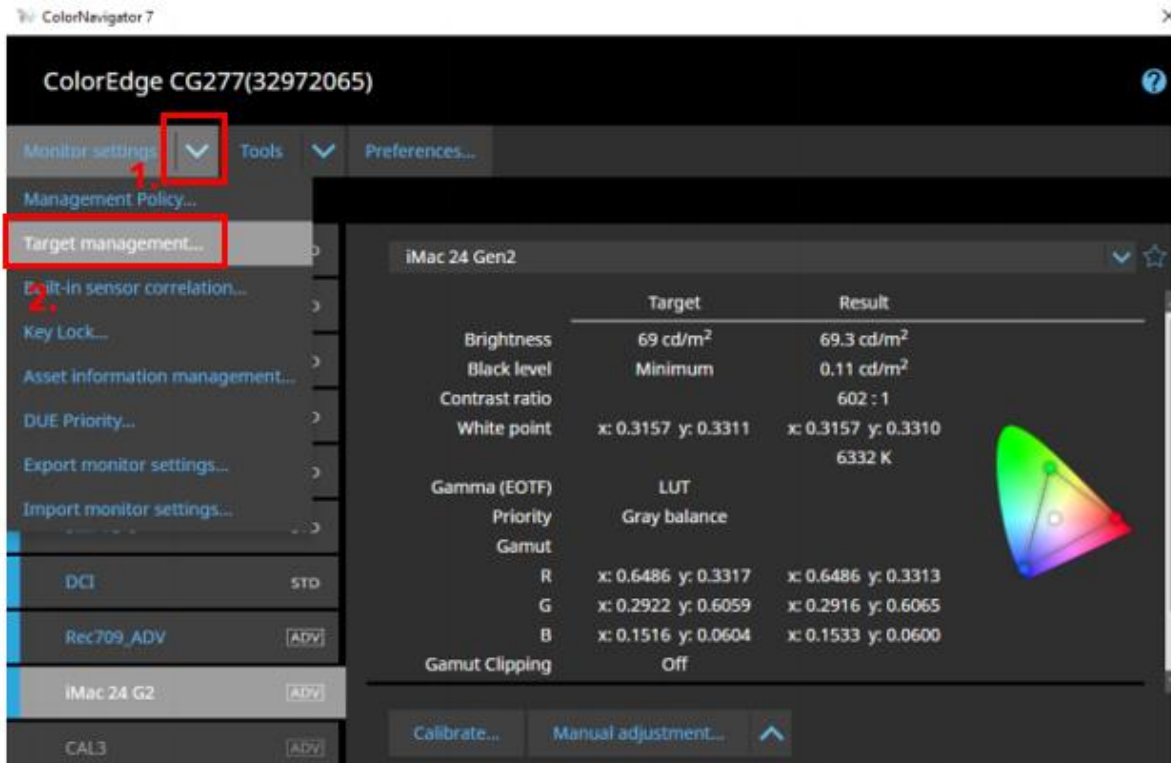 ColorNavigator 7
ColorEdge CG277(32972065)
Monitor settings Tools Preferences...
1.
Management Policy...
Target management...
Built-in sensor correlation...
2.
Key Lock...
Asset information management...
DUE Priority...
Export monitor settings...
Import monitor settings...
DCI STD
Rec709_ADV ADV
iMac 24 G2 ADV
CAL3 ADV
iMac 24 Gen2
Target Result
Brightness 69 cd/m² 69.3 cd/m²
Black level Minimum 0.11 cd/m²
Contrast ratio 602 : 1
White point x: 0.3157 y: 0.3311 x: 0.3157 y: 0.3310
6332 K
Gamma (EOTF) LUT
Priority Gray balance
Gamut
R x: 0.6486 y: 0.3317 x: 0.6486 y: 0.3313
G x: 0.2922 y: 0.6059 x: 0.2916 y: 0.6065
B x: 0.1516 y: 0.0604 x: 0.1533 y: 0.0600
Gamut Clipping Off
Calibrate... Manual adjustment...